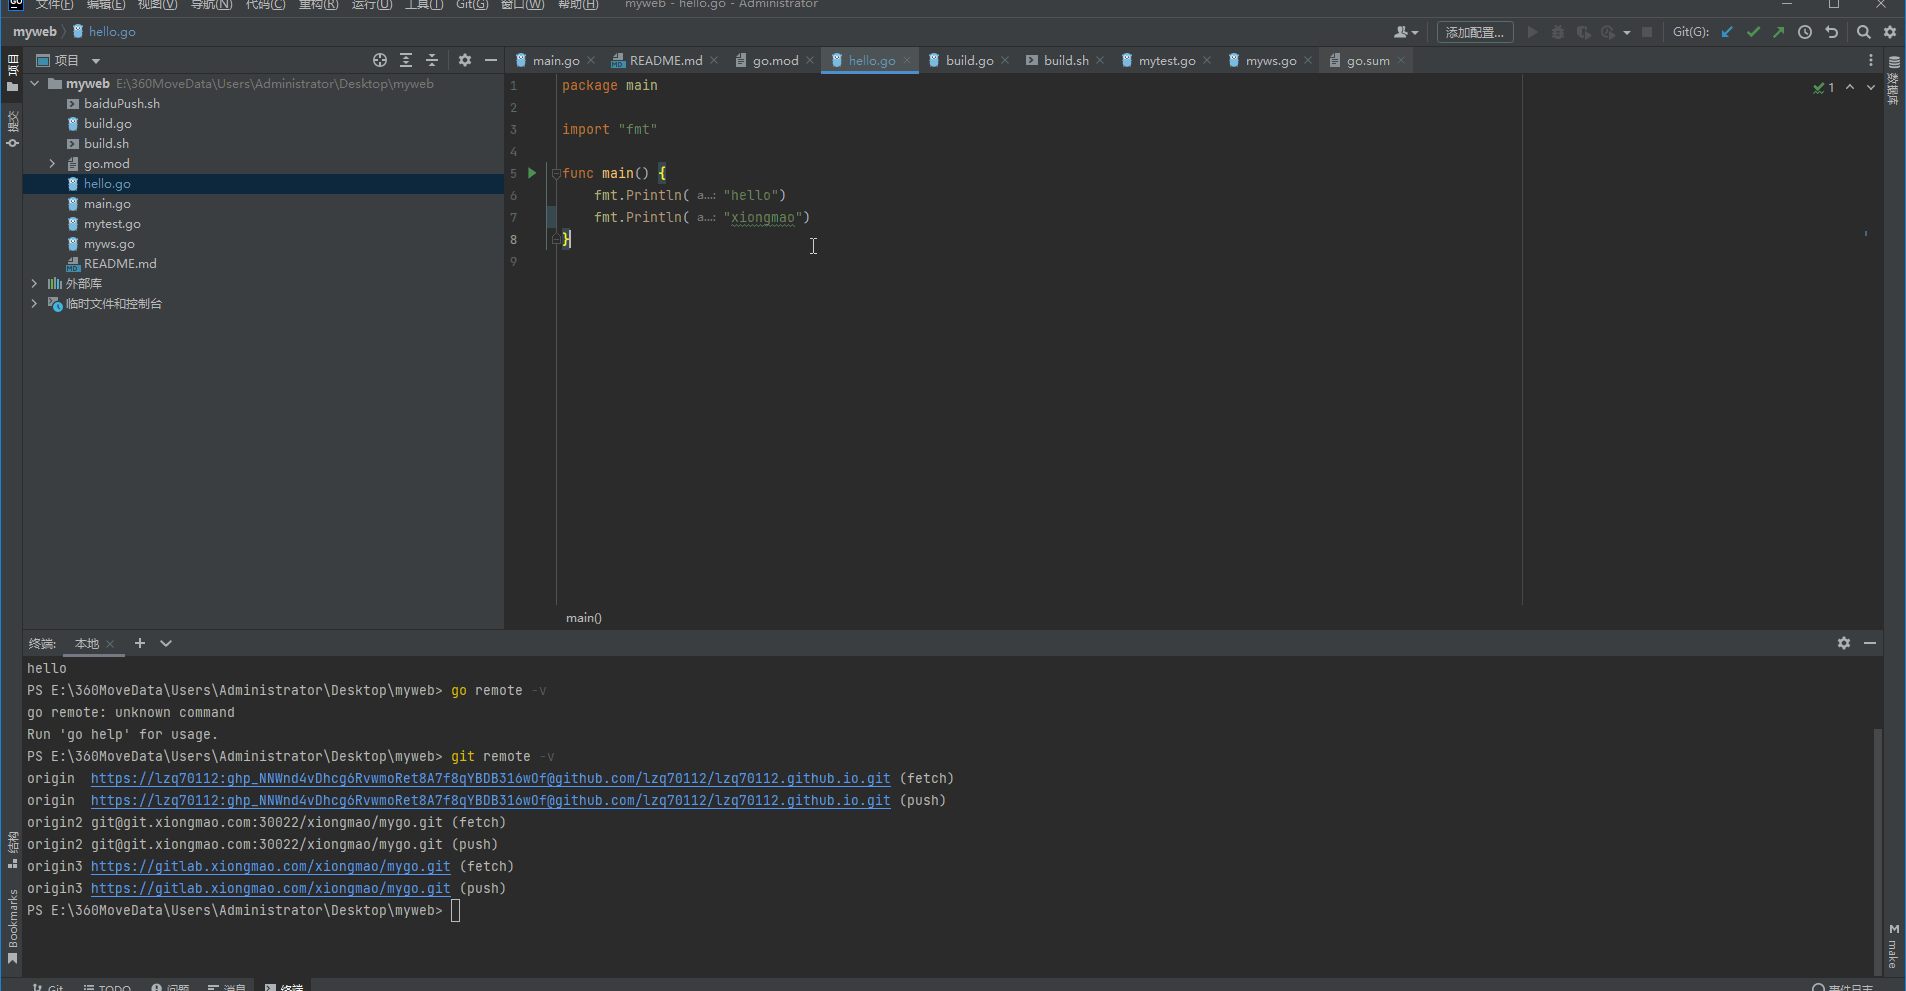 文件(F) 编辑(E) 视图(V) 导航(N) 代码(C) 重构(R) 运行(U) 工具(T) Git(G) 窗口(W) 帮助(H) myweb - hello.go - Administrator
myweb hello.go 添加配置... Git(G):
项目 main.go README.md go.mod hello.go build.go build.sh mytest.go myws.go go.sum
项目
提交
结构
Bookmarks
myweb E:\360MoveData\Users\Administrator\Desktop\myweb
baiduPush.sh
build.go
build.sh
go.mod
hello.go
main.go
mytest.go
myws.go
README.md
外部库
临时文件和控制台
1 package main
2
3 import "fmt"
4
5 func main() {
6 fmt.Println( a...: "hello")
7 fmt.Println( a...: "xiongmao")
8 }
9
1
main()
数据库
make
终端: 本地
hello
PS E:\360MoveData\Users\Administrator\Desktop\myweb> go remote -v
go remote: unknown command
Run 'go help' for usage.
PS E:\360MoveData\Users\Administrator\Desktop\myweb> git remote -v
origin https://lzq70112: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@github.com/lzq70112/lzq70112.github.io.git (fetch)
origin https://lzq70112: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@github.com/lzq70112/lzq70112.github.io.git (push)
origin2 git@git.xiongmao.com:30022/xiongmao/mygo.git (fetch)
origin2 git@git.xiongmao.com:30022/xiongmao/mygo.git (push)
origin3 https://gitlab.xiongmao.com/xiongmao/mygo.git (fetch)
origin3 https://gitlab.xiongmao.com/xiongmao/mygo.git (push)
PS E:\360MoveData\Users\Administrator\Desktop\myweb>
Git TODO 问题 消息 终端 事件日志